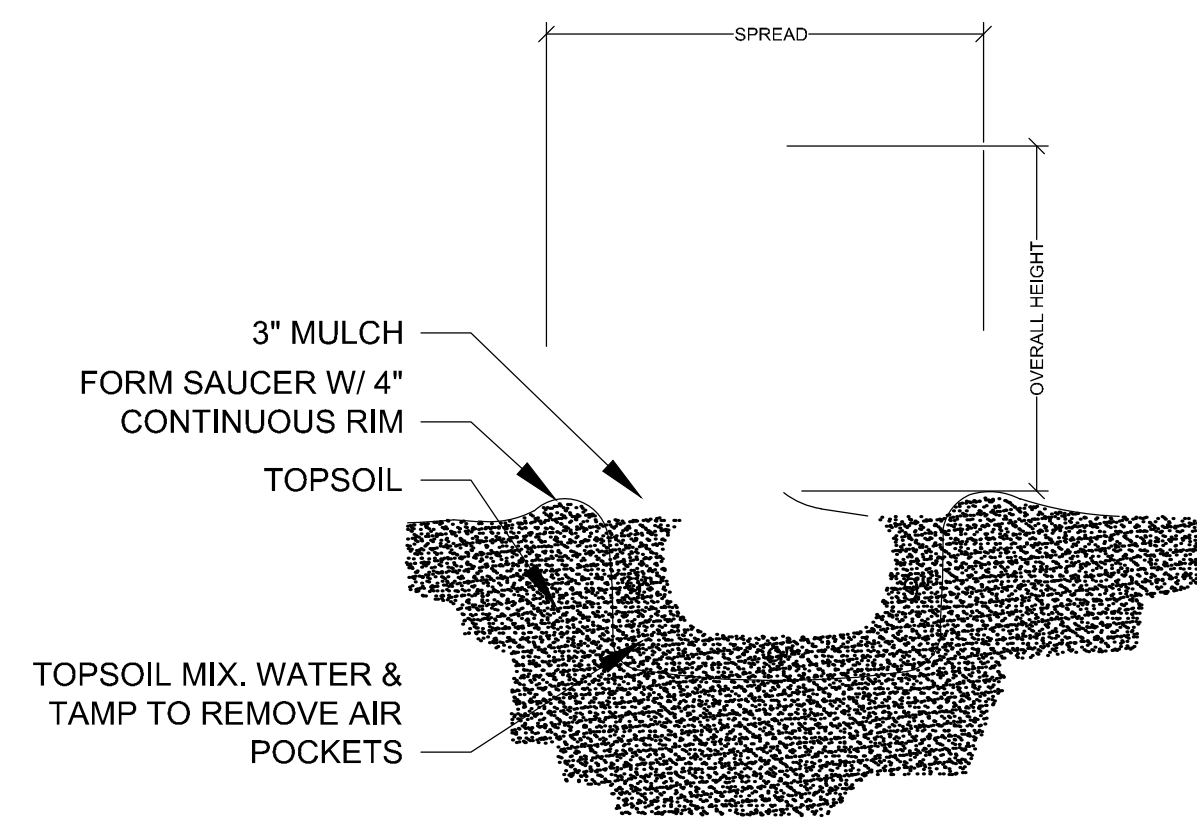 SPREAD
OVERALL HEIGHT
3" MULCH
FORM SAUCER W/ 4"
CONTINUOUS RIM
TOPSOIL
TOPSOIL MIX. WATER &
TAMP TO REMOVE AIR
POCKETS